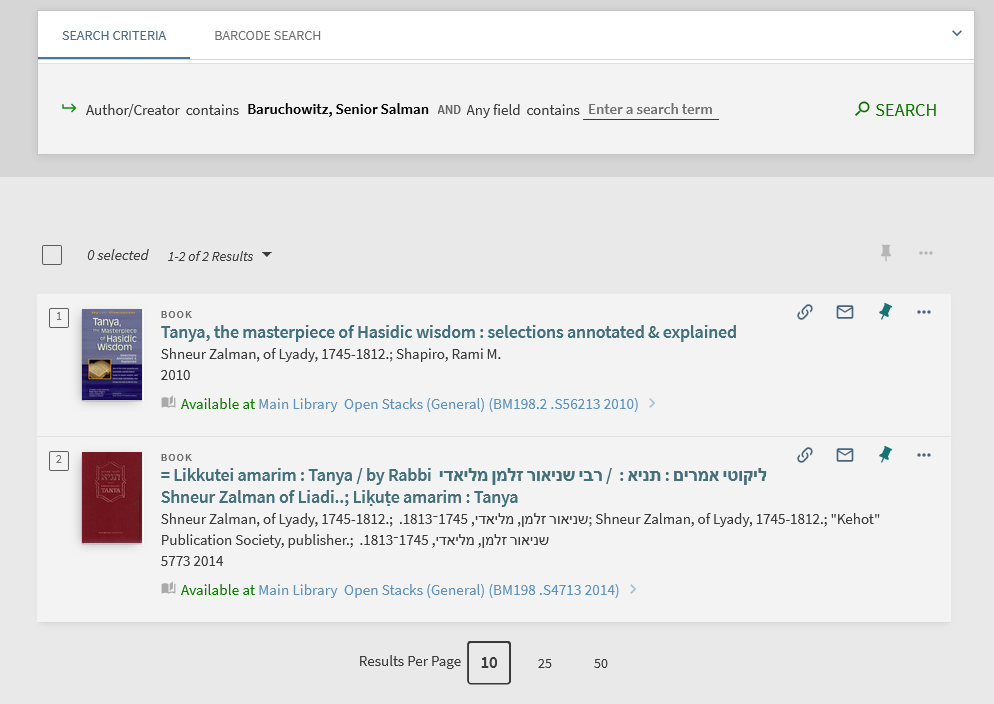 SEARCH CRITERIA BARCODE SEARCH
Author/Creator contains Baruchowitz, Senior Salman AND Any field contains Enter a search term SEARCH
0 selected 1-2 of 2 Results
1
BOOK
Tanya,
the Masterpiece
of Hasidic
Wisdom
Tanya, the masterpiece of Hasidic wisdom : selections annotated & explained
Shneur Zalman, of Lyady, 1745-1812.; Shapiro, Rami M.
2010
Available at Main Library Open Stacks (General) (BM198.2 .S56213 2010)
2
BOOK
תניא
TANYA
ליקוטי אמרים : תניא : / רבי שניאור זלמן מליאדי = Likkutei amarim : Tanya / by Rabbi
Shneur Zalman of Liadi..; Liḳuṭe amarim : Tanya
Shneur Zalman, of Lyady, 1745-1812.; שניאור זלמן, מליאדי, 1745־1813.; Shneur Zalman, of Lyady, 1745-1812.; "Kehot"
Publication Society, publisher.; שניאור זלמן, מליאדי, 1745־1813.
5773 2014
Available at Main Library Open Stacks (General) (BM198 .S4713 2014)
Results Per Page 10 25 50